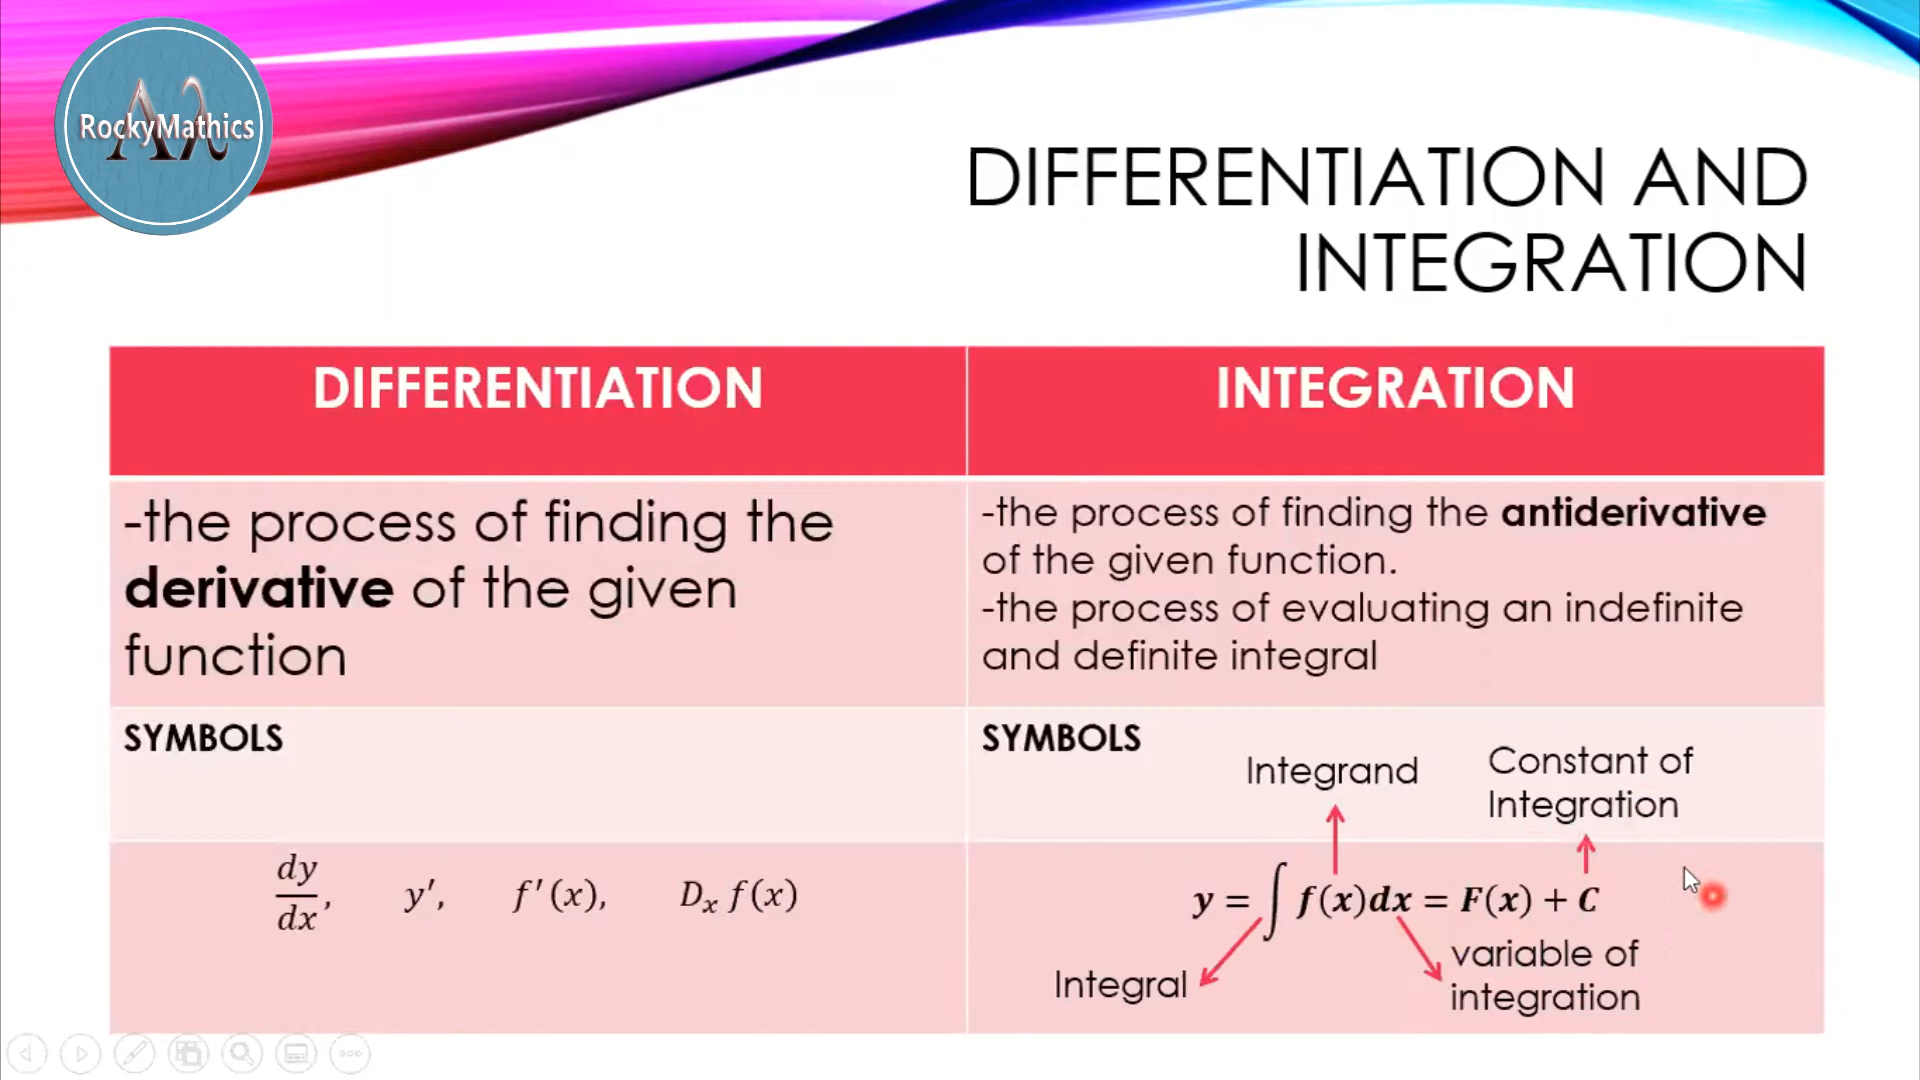 RockyMathics
DIFFERENTIATION AND
INTEGRATION
DIFFERENTIATION
INTEGRATION
-the process of finding the
derivative of the given
function
-the process of finding the antiderivative
of the given function.
-the process of evaluating an indefinite
and definite integral
SYMBOLS
SYMBOLS
Integrand
Constant of
Integration
dy/dx, y', f'(x), Dₓ f(x)
y = ∫ f(x)dx = F(x) + C
Integral
variable of
integration